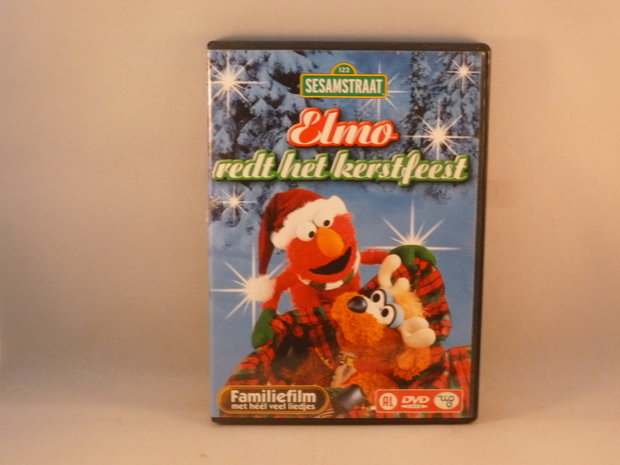 123
SESAMSTRAAT
Elmo
redt het kerstfeest
Familiefilm
met héél veel liedjes
AL DVD